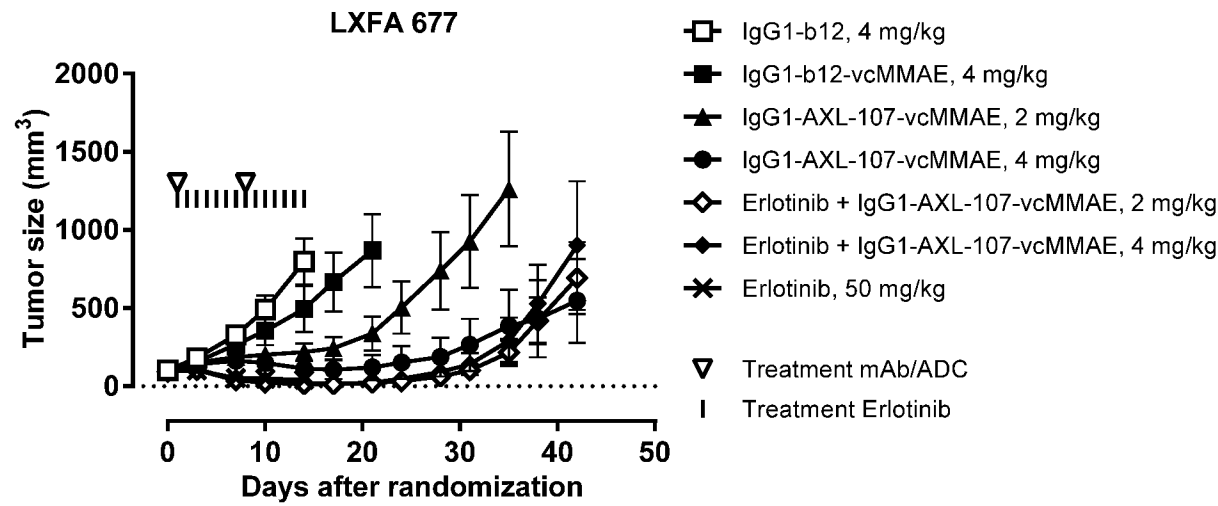 LXFA 677
2000
1500
1000
500
0
Tumor size (mm³)
0 10 20 30 40 50
Days after randomization
IgG1-b12, 4 mg/kg
IgG1-b12-vcMMAE, 4 mg/kg
IgG1-AXL-107-vcMMAE, 2 mg/kg
IgG1-AXL-107-vcMMAE, 4 mg/kg
Erlotinib + IgG1-AXL-107-vcMMAE, 2 mg/kg
Erlotinib + IgG1-AXL-107-vcMMAE, 4 mg/kg
Erlotinib, 50 mg/kg
Treatment mAb/ADC
Treatment Erlotinib